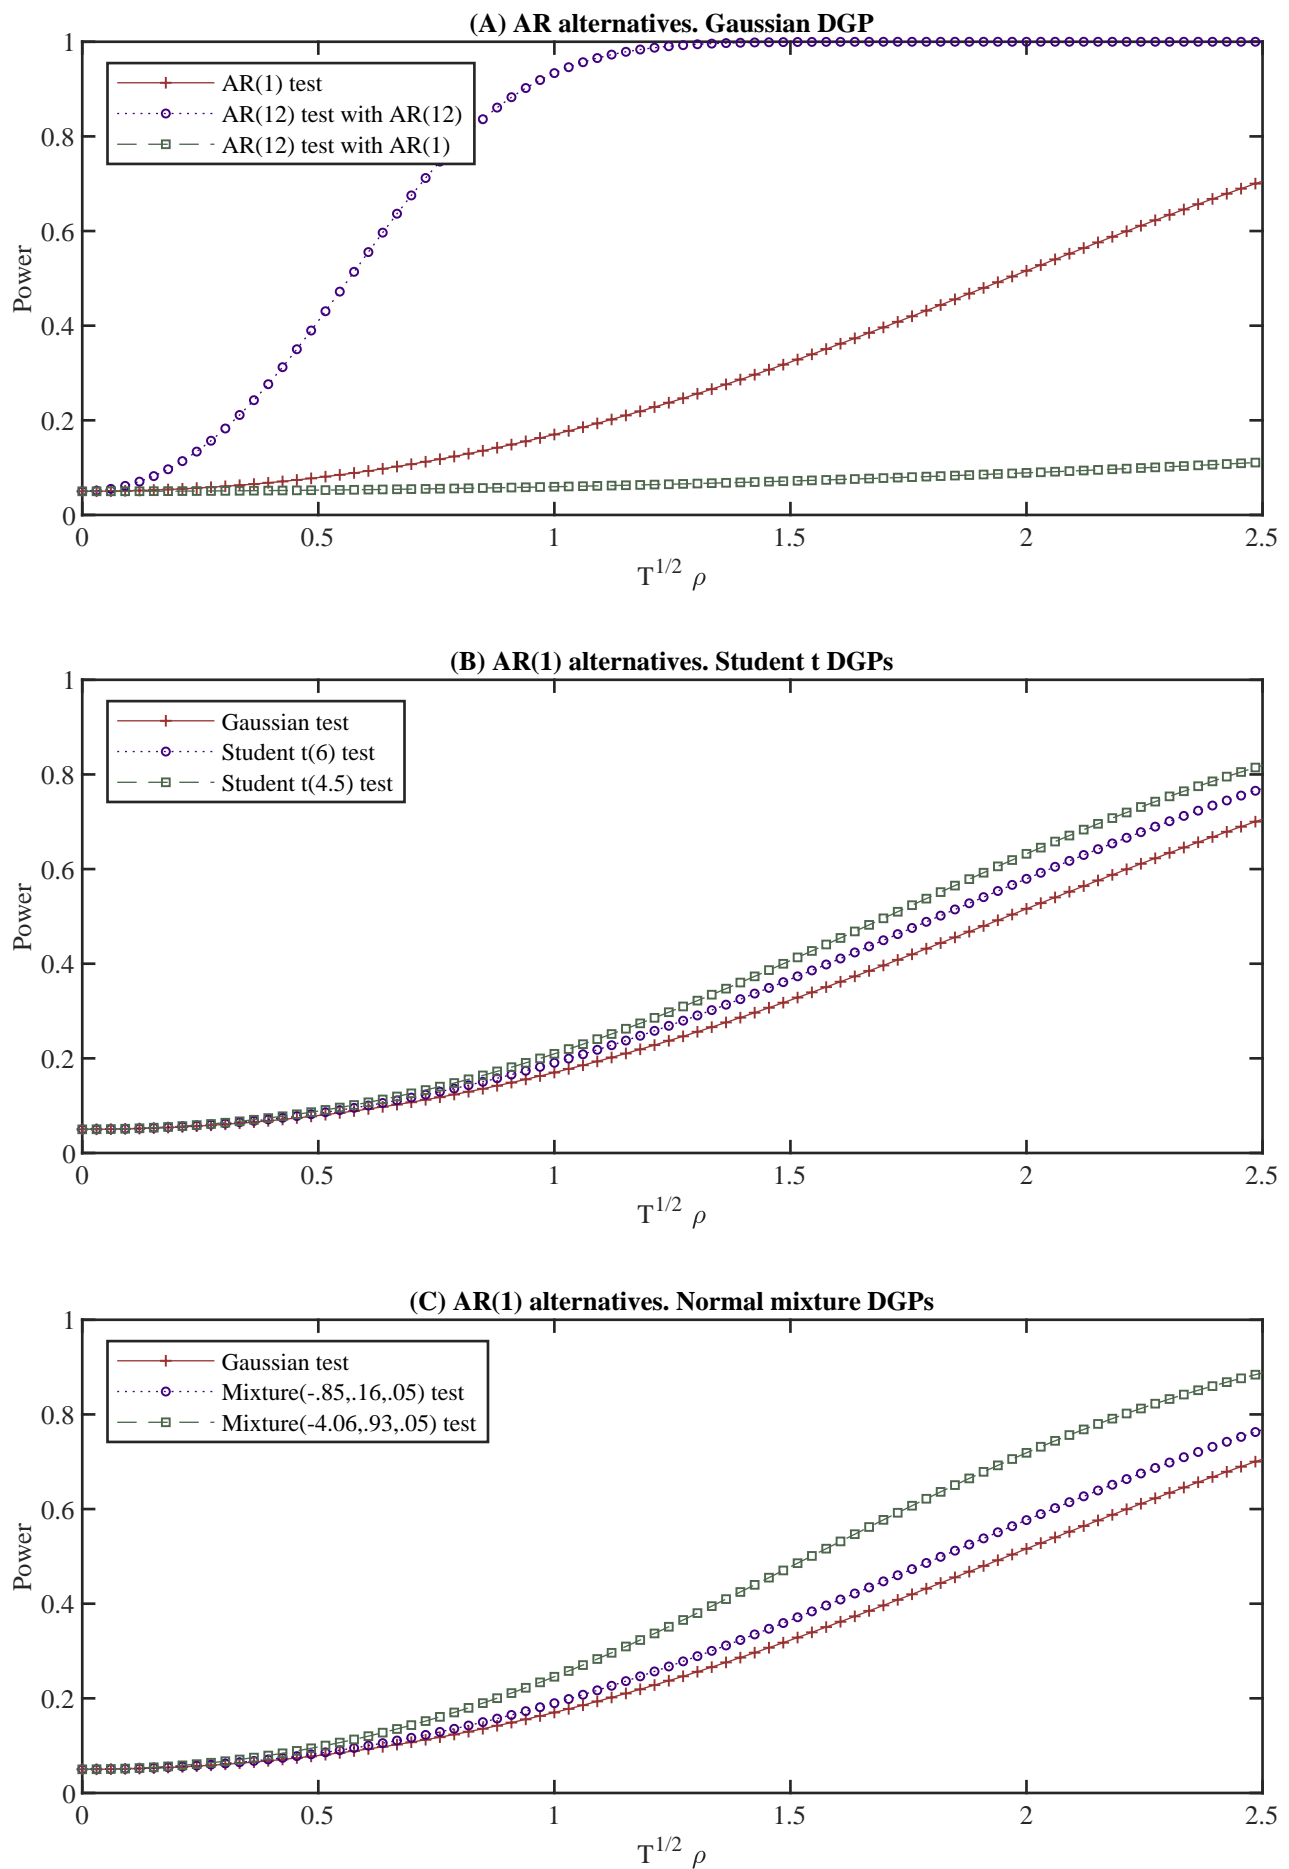 (A) AR alternatives. Gaussian DGP
1
0.8
0.6
0.4
0.2
0
Power
AR(1) test
AR(12) test with AR(12)
AR(12) test with AR(1)
0 0.5 1 1.5 2 2.5
T^{1/2} ρ
(B) AR(1) alternatives. Student t DGPs
1
0.8
0.6
0.4
0.2
0
Power
Gaussian test
Student t(6) test
Student t(4.5) test
0 0.5 1 1.5 2 2.5
T^{1/2} ρ
(C) AR(1) alternatives. Normal mixture DGPs
1
0.8
0.6
0.4
0.2
0
Power
Gaussian test
Mixture(-.85,.16,.05) test
Mixture(-4.06,.93,.05) test
0 0.5 1 1.5 2 2.5
T^{1/2} ρ